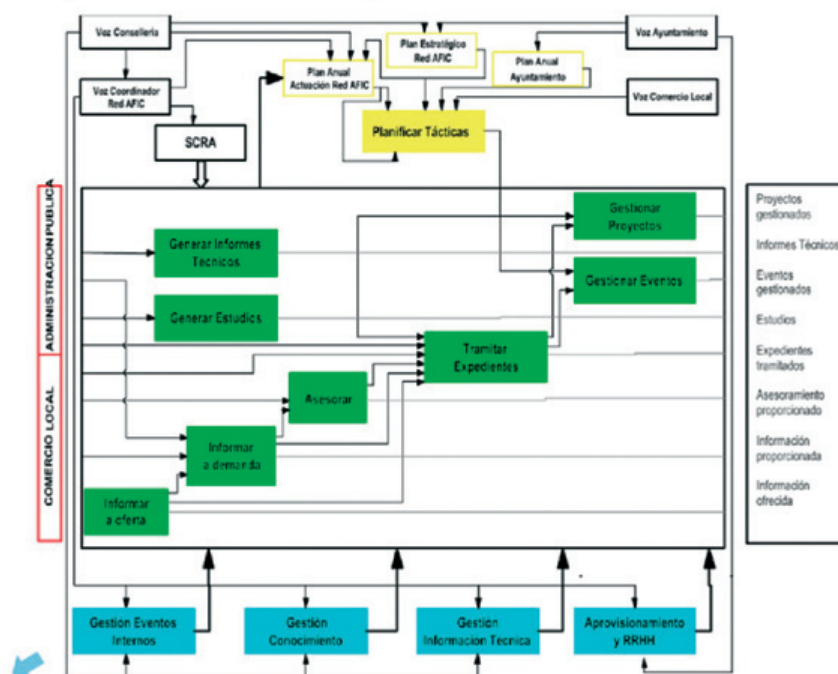 Voz Conselleria
Plan Estratégico
Red AFIC
Voz Ayuntamiento
Plan Anual
Actuación Red AFIC
Plan Anual
Ayuntamiento
Voz Coordinador
Red AFIC
Voz Comercio Local
Planificar Tácticas
SCRA
ADMINISTRACION PUBLICA
COMERCIO LOCAL
Gestionar
Proyectos
Generar Informes
Técnicos
Gestionar Eventos
Generar Estudios
Tramitar
Expedientes
Asesorar
Informar
a demanda
Informar
a oferta
Proyectos
gestionados
Informes Técnicos
Eventos
gestionados
Estudios
Expedientes
tramitados
Asesoramiento
proporcionado
Información
proporcionada
Información
ofrecida
Gestion Eventos
Internos
Gestión
Conocimiento
Gestion
Informacion Tecnica
Aprovisionamiento
y RRHH